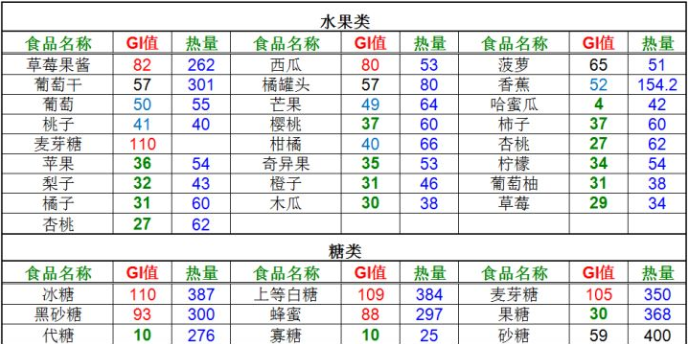 水果类
食品名称 GI值 热量 食品名称 GI值 热量 食品名称 GI值 热量
草莓果酱 82 262 西瓜 80 53 菠萝 65 51
葡萄干 57 301 橘罐头 57 80 香蕉 52 154.2
葡萄 50 55 芒果 49 64 哈蜜瓜 4 42
桃子 41 40 樱桃 37 60 柿子 37 60
麦芽糖 110 柑橘 40 66 杏桃 27 62
苹果 36 54 奇异果 35 53 柠檬 34 54
梨子 32 43 橙子 31 46 葡萄柚 31 38
橘子 31 60 木瓜 30 38 草莓 29 34
杏桃 27 62
糖类
食品名称 GI值 热量 食品名称 GI值 热量 食品名称 GI值 热量
冰糖 110 387 上等白糖 109 384 麦芽糖 105 350
黑砂糖 93 300 蜂蜜 88 297 果糖 30 368
代糖 10 276 寡糖 10 25 砂糖 59 400